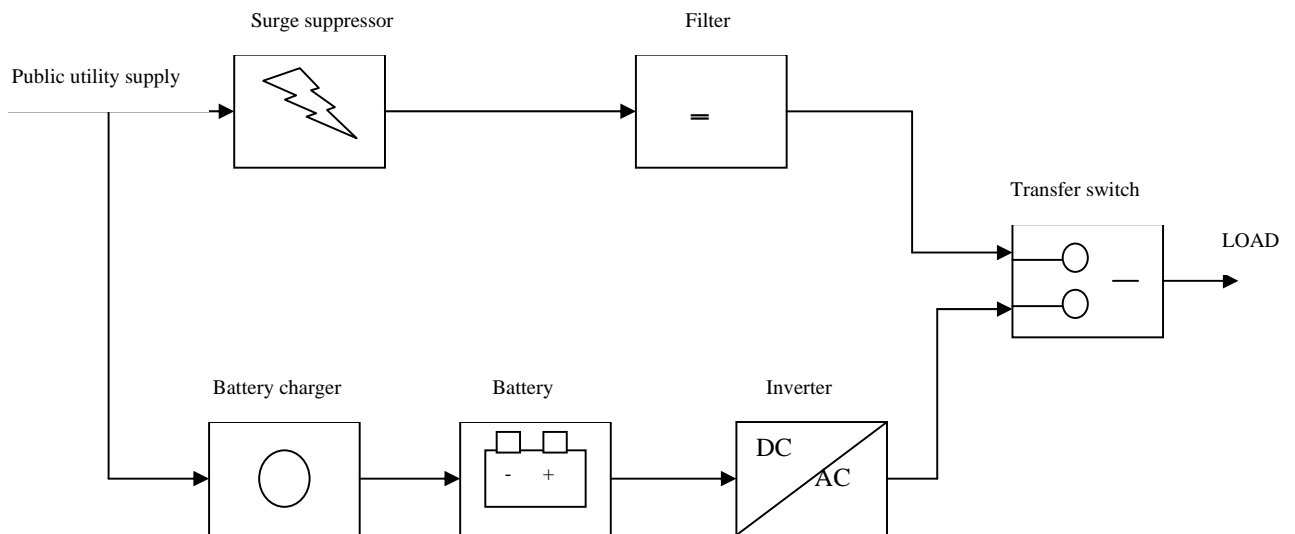 Surge suppressor
Filter
Public utility supply
=
Transfer switch
LOAD
Battery charger
Battery
Inverter
- +
DC
AC